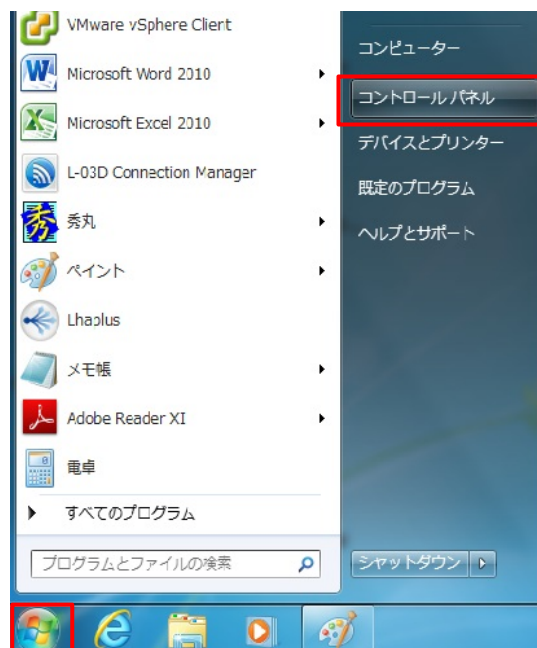 VMware vSphere Client
Microsoft Word 2010
Microsoft Excel 2010
L-03D Connection Manager
秀丸
ペイント
Lhaplus
メモ帳
Adobe Reader XI
電卓
すべてのプログラム
プログラムとファイルの検索
コンピューター
コントロール パネル
デバイスとプリンター
既定のプログラム
ヘルプとサポート
シャットダウン